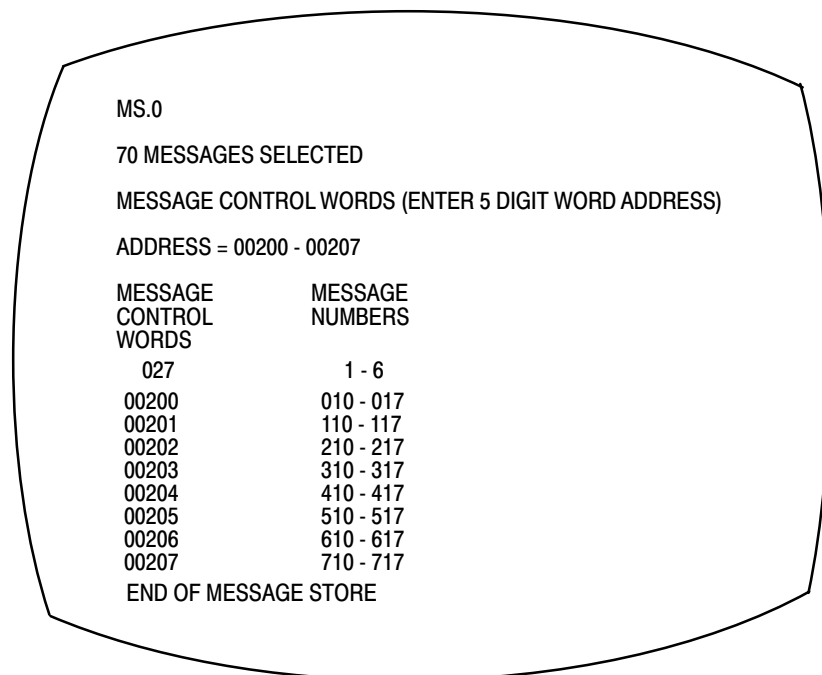 MS.0
70 MESSAGES SELECTED
MESSAGE CONTROL WORDS (ENTER 5 DIGIT WORD ADDRESS)
ADDRESS = 00200 - 00207
MESSAGE CONTROL WORDS MESSAGE NUMBERS
027 1 - 6
00200 010 - 017
00201 110 - 117
00202 210 - 217
00203 310 - 317
00204 410 - 417
00205 510 - 517
00206 610 - 617
00207 710 - 717
END OF MESSAGE STORE